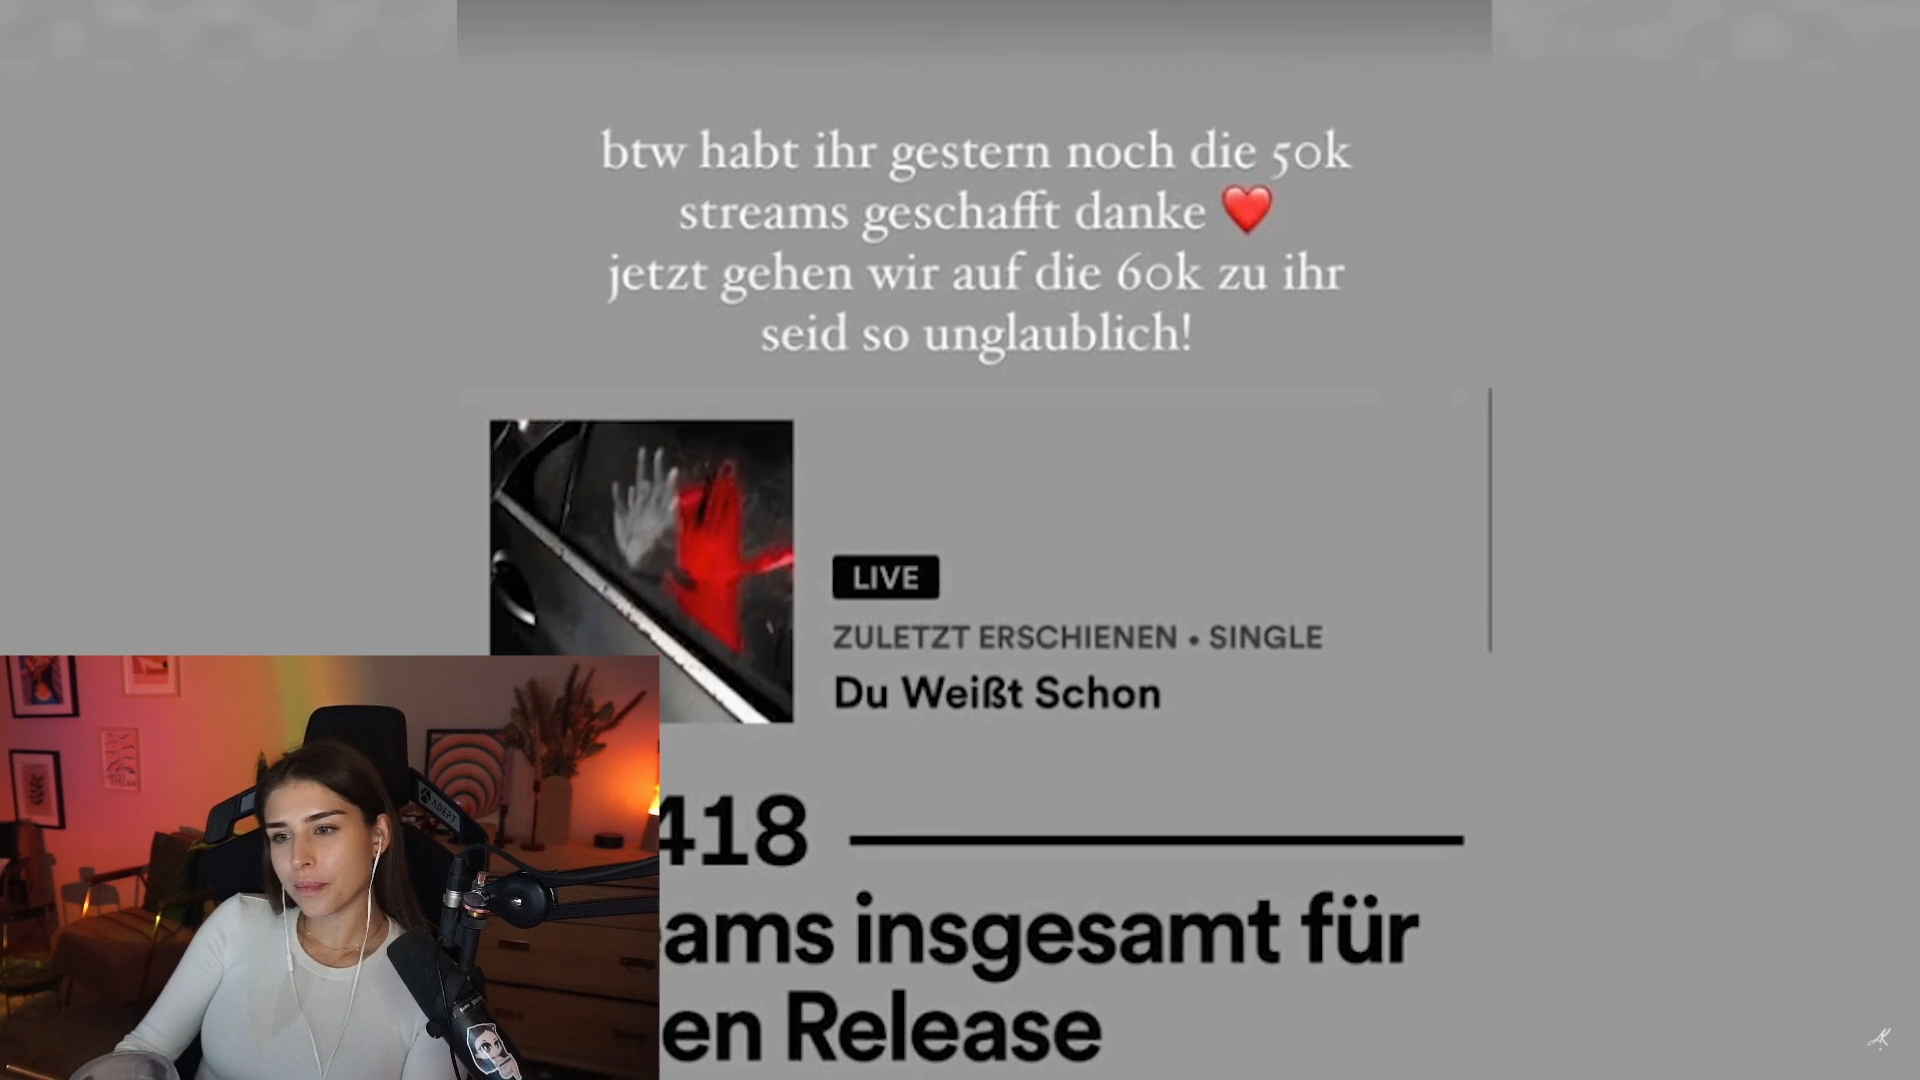 btw habt ihr gestern noch die 50k
streams geschafft danke ❤️
jetzt gehen wir auf die 60k zu ihr
seid so unglaublich!
LIVE
ZULETZT ERSCHIENEN • SINGLE
Du Weißt Schon
418
ams insgesamt für
en Release
ADEPT